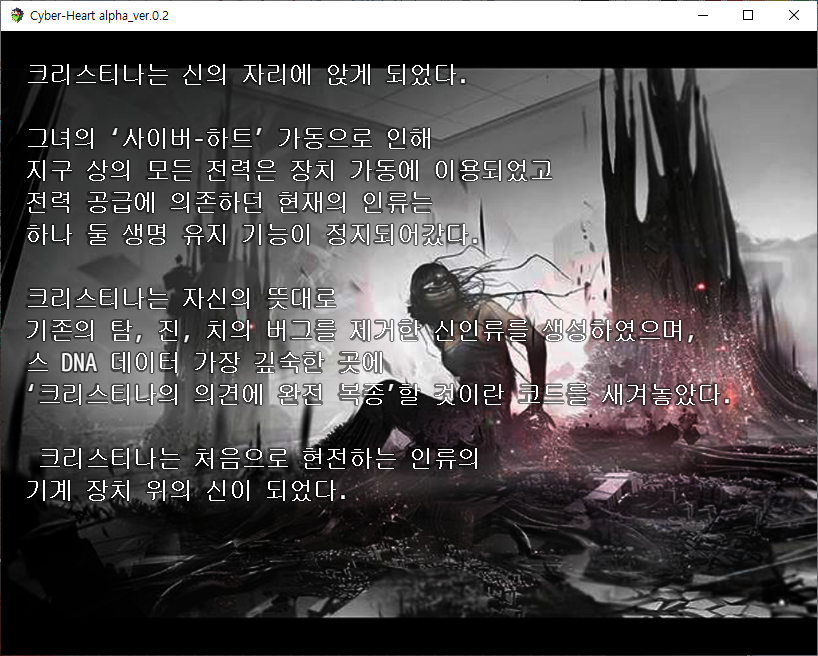 Cyber-Heart alpha_ver.0.2
크리스티나는 신의 자리에 앉게 되었다.
그녀의 ‘사이버-하트’ 가동으로 인해
지구 상의 모든 전력은 장치 가동에 이용되었고
전력 공급에 의존하던 현재의 인류는
하나 둘 생명 유지 기능이 정지되어갔다.
크리스티나는 자신의 뜻대로
기존의 탐, 진, 치의 버그를 제거한 신인류를 생성하였으며,
스 DNA 데이터 가장 깊숙한 곳에
‘크리스티나의 의견에 완전 복종’할 것이란 코드를 새겨놓았다.
크리스티나는 처음으로 현전하는 인류의
기계 장치 위의 신이 되었다.